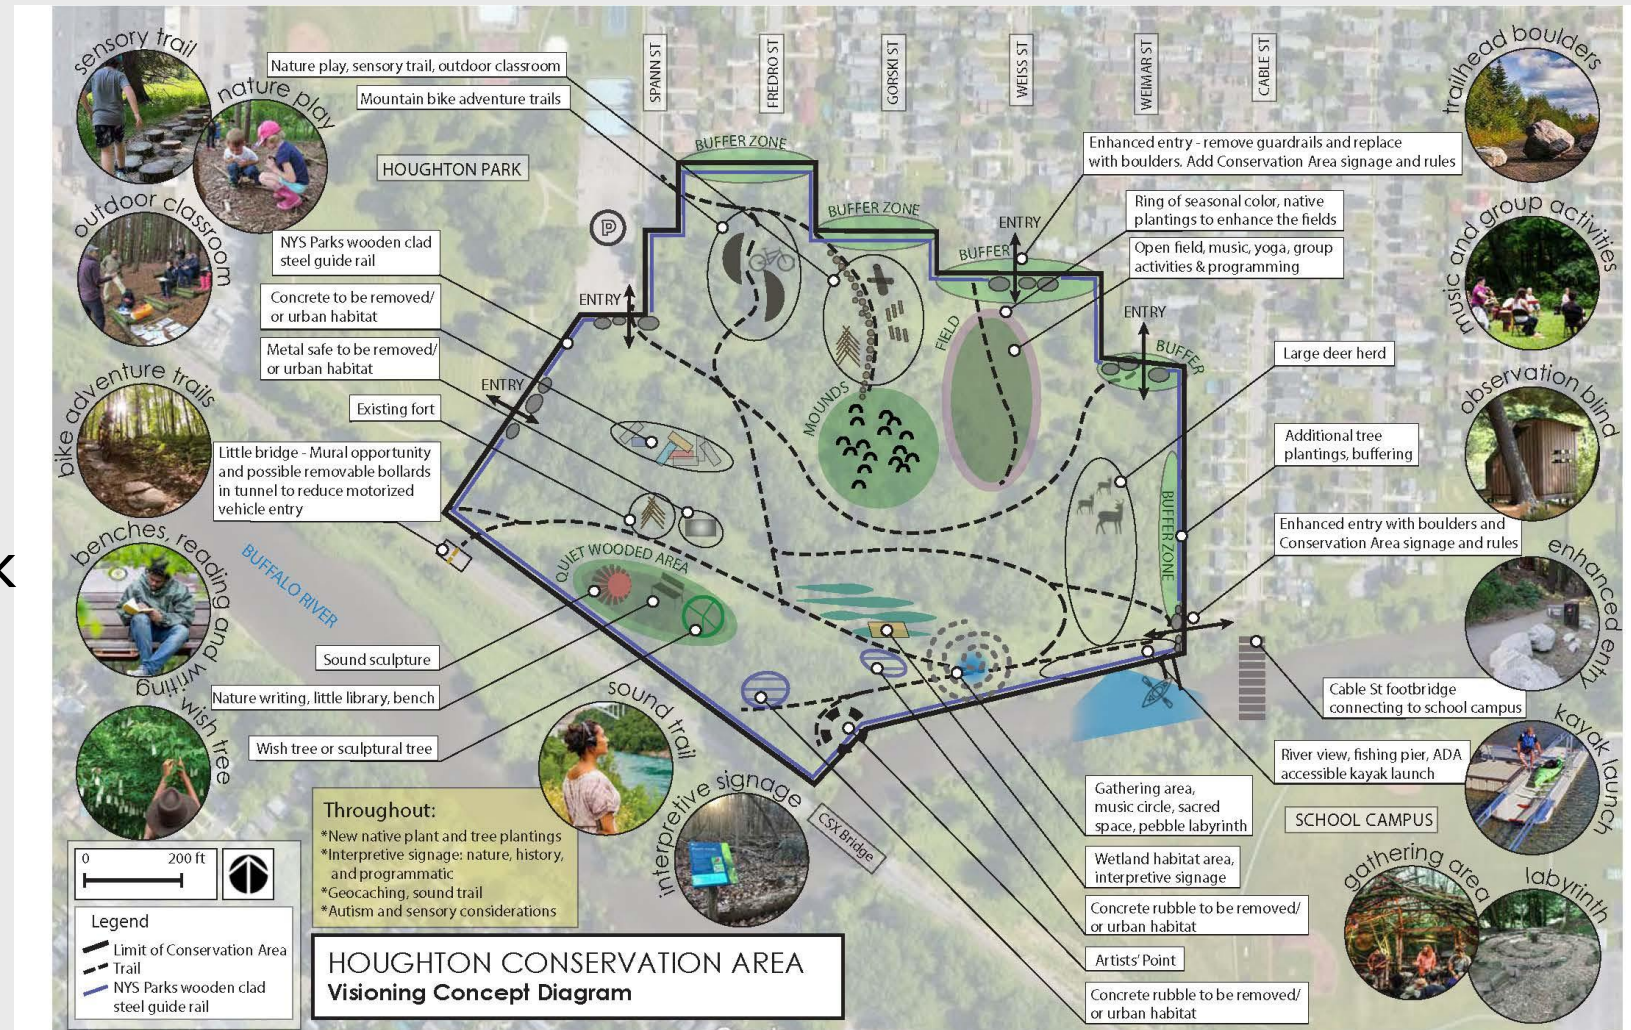 sensory trail
nature play
outdoor classroom
bike adventure trails
benches, reading and writing
wish tree
Nature play, sensory trail, outdoor classroom
Mountain bike adventure trails
HOUGHTON PARK
NYS Parks wooden clad
steel guide rail
Concrete to be removed/
or urban habitat
Metal safe to be removed/
or urban habitat
Existing fort
Little bridge - Mural opportunity
and possible removable bollards
in tunnel to reduce motorized
vehicle entry
BUFFALO RIVER
Sound sculpture
Nature writing, little library, bench
Wish tree or sculptural tree
SPANN ST
FREDRO ST
GORSKI ST
WEISS ST
WEIMAR ST
CABLE ST
P
BUFFER ZONE
BUFFER ZONE
BUFFER
BUFFER
BUFFER ZONE
ENTRY
ENTRY
ENTRY
ENTRY
FIELD
MOUNDS
QUIET WOODED AREA
Enhanced entry - remove guardrails and replace
with boulders. Add Conservation Area signage and rules
Ring of seasonal color, native
plantings to enhance the fields
Open field, music, yoga, group
activities & programming
Large deer herd
Additional tree
plantings, buffering
Enhanced entry with boulders and
Conservation Area signage and rules
Cable St footbridge
connecting to school campus
River view, fishing pier, ADA
accessible kayak launch
SCHOOL CAMPUS
Gathering area,
music circle, sacred
space, pebble labyrinth
Wetland habitat area,
interpretive signage
Concrete rubble to be removed/
or urban habitat
Artists' Point
Concrete rubble to be removed/
or urban habitat
CSX Bridge
trailhead boulders
music and group activities
observation blind
enhanced entry
kayak launch
gathering area
labyrinth
sound trail
interpretive signage
Throughout:
*New native plant and tree plantings
*Interpretive signage: nature, history,
and programmatic
*Geocaching, sound trail
*Autism and sensory considerations
0 200 ft
Legend
Limit of Conservation Area
Trail
NYS Parks wooden clad
steel guide rail
HOUGHTON CONSERVATION AREA
Visioning Concept Diagram